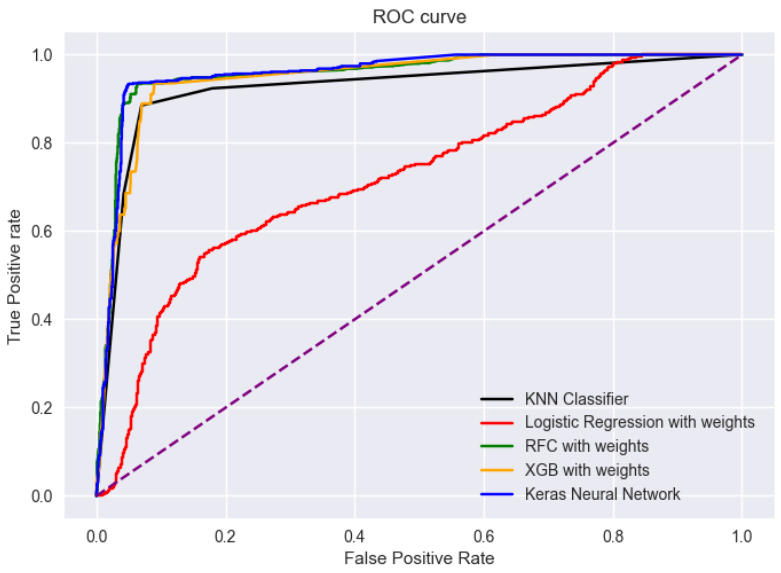 ROC curve
1.0
0.8
0.6
0.4
0.2
0.0
True Positive rate
KNN Classifier
Logistic Regression with weights
RFC with weights
XGB with weights
Keras Neural Network
0.0 0.2 0.4 0.6 0.8 1.0
False Positive Rate